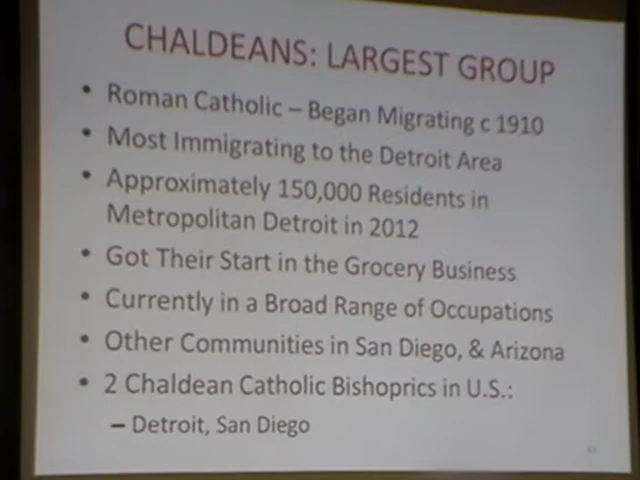 CHALDEANS: LARGEST GROUP
• Roman Catholic – Began Migrating c 1910
• Most Immigrating to the Detroit Area
• Approximately 150,000 Residents in
Metropolitan Detroit in 2012
• Got Their Start in the Grocery Business
• Currently in a Broad Range of Occupations
• Other Communities in San Diego, & Arizona
• 2 Chaldean Catholic Bishoprics in U.S.:
– Detroit, San Diego